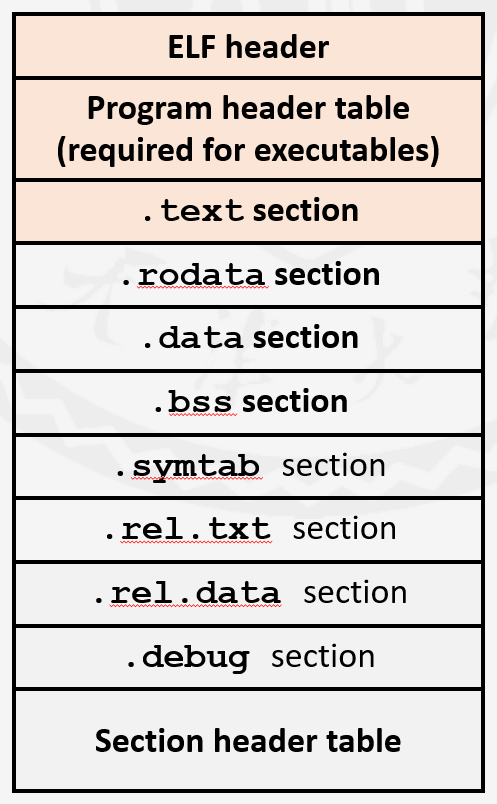 ELF header
Program header table
(required for executables)
.text section
.rodata section
.data section
.bss section
.symtab section
.rel.txt section
.rel.data section
.debug section
Section header table